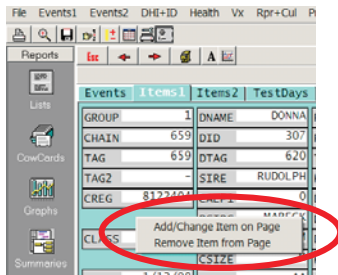 File Events1 Events2 DHI+ID Health Vx Rpr+Cul
Reports
Lists
CowCards
Graphs
Summaries
Events Items1 Items2 TestDays
GROUP 1 DNAME DONNA
CHAIN 659 DID 307
TAG 659 DTAG 620
TAG2 - SIRE RUDOLPH
CREG
0
Add/Change Item on Page
Remove Item from Page
CSIZE